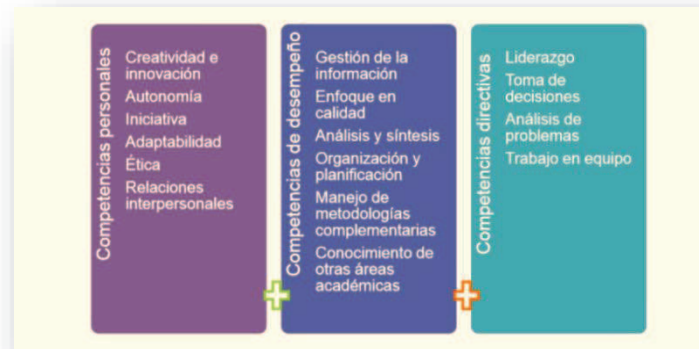 Competencias personales
Creatividad e
innovación
Autonomía
Iniciativa
Adaptabilidad
Ética
Relaciones
interpersonales
Competencias de desempeño
Gestión de la
información
Enfoque en
calidad
Análisis y síntesis
Organización y
planificación
Manejo de
metodologías
complementarias
Conocimiento de
otras áreas
académicas
Competencias directivas
Liderazgo
Toma de
decisiones
Análisis de
problemas
Trabajo en equipo